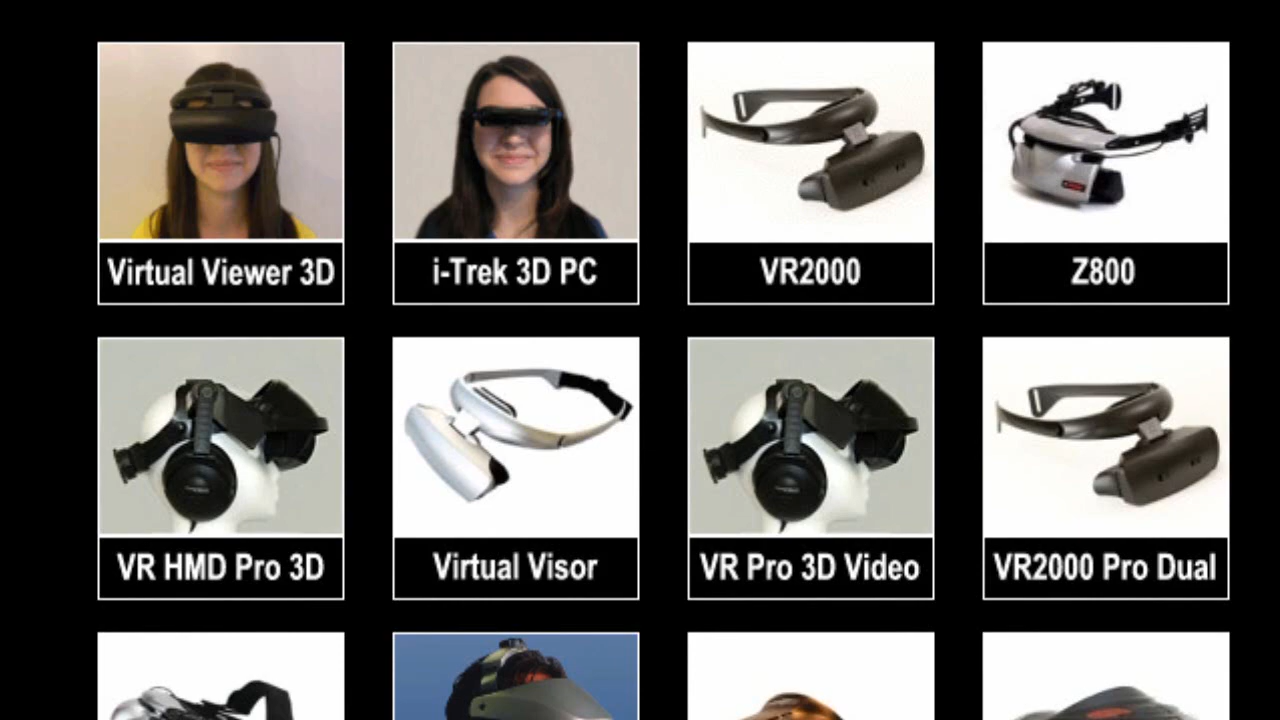 Virtual Viewer 3D
i-Trek 3D PC
VR2000
Z800
VR HMD Pro 3D
Virtual Visor
VR Pro 3D Video
VR2000 Pro Dual